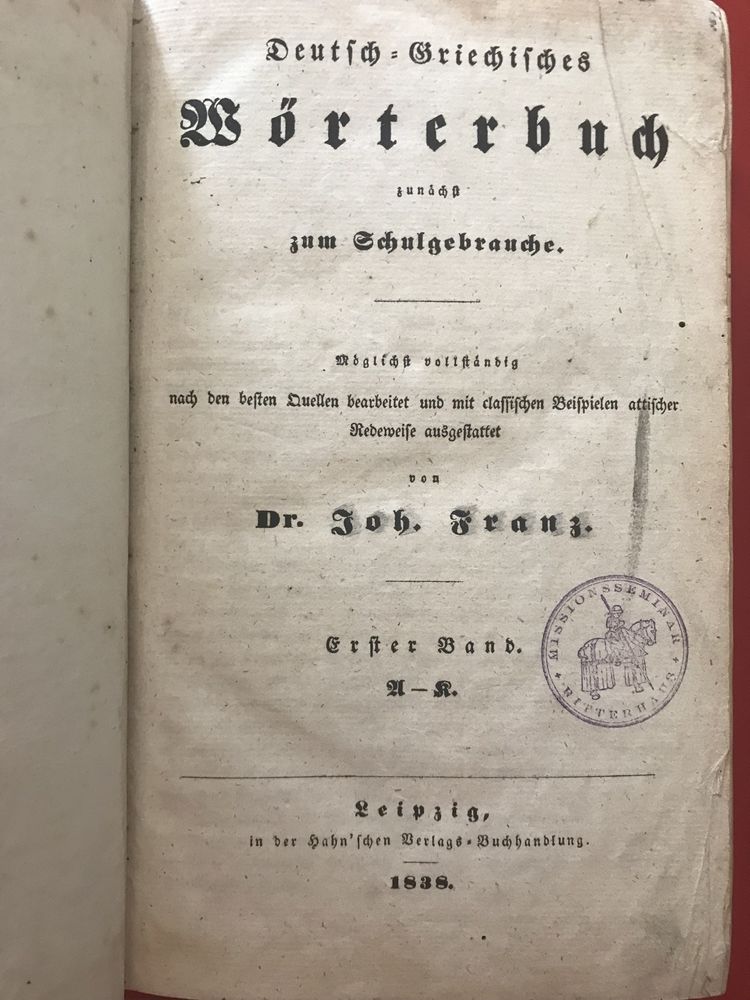 Deutſch-Griechiſches
Wörterbuch
zunächſt
zum Schulgebrauche.
Möglichſt vollſtändig
nach den beſten Quellen bearbeitet und mit claſſiſchen Beiſpielen attiſcher
Redeweiſe ausgeſtattet
von
Dr. Joh. Franz.
Erſter Band.
A—K.
MISSIONSSEMINAR
RITTERHAUS
Leipzig,
in der Hahn'ſchen Verlags-Buchhandlung.
1838.